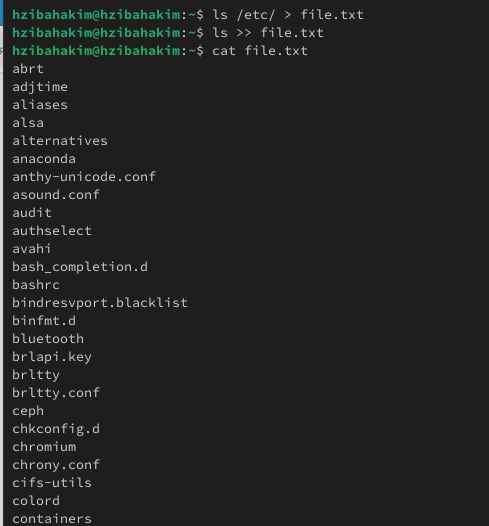 hzibahakim@hzibahakim:~$ ls /etc/ > file.txt
hzibahakim@hzibahakim:~$ ls >> file.txt
hzibahakim@hzibahakim:~$ cat file.txt
abrt
adjtime
aliases
alsa
alternatives
anaconda
anthy-unicode.conf
asound.conf
audit
authselect
avahi
bash_completion.d
bashrc
bindresvport.blacklist
binfmt.d
bluetooth
brlapi.key
brltty
brltty.conf
ceph
chkconfig.d
chromium
chrony.conf
cifs-utils
colord
containers